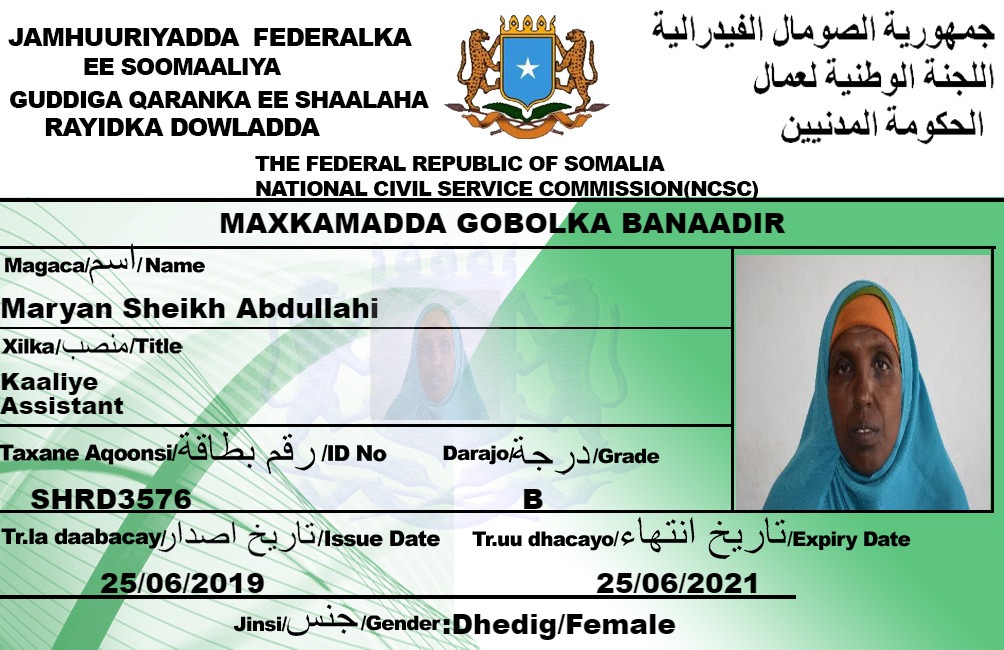 JAMHUURIYADDA FEDERALKA
EE SOOMAALIYA
GUDDIGA QARANKA EE SHAALAHA
RAYIDKA DOWLADDA
جمهورية الصومال الفيدرالية
اللجنة الوطنية لعمال
الحكومة المدنيين
THE FEDERAL REPUBLIC OF SOMALIA
NATIONAL CIVIL SERVICE COMMISSION(NCSC)
MAXKAMADDA GOBOLKA BANAADIR
Magaca/اسم/Name
Maryan Sheikh Abdullahi
Xilka/منصب/Title
Kaaliye
Assistant
Taxane Aqoonsi/رقم بطاقة/ID No
Darajo/درجة/Grade
SHRD3576
B
Tr.la daabacay/تاريخ اصدار/Issue Date
Tr.uu dhacayo/تاريخ انتهاء/Expiry Date
25/06/2019
25/06/2021
Jinsi/جنس/Gender:Dhedig/Female